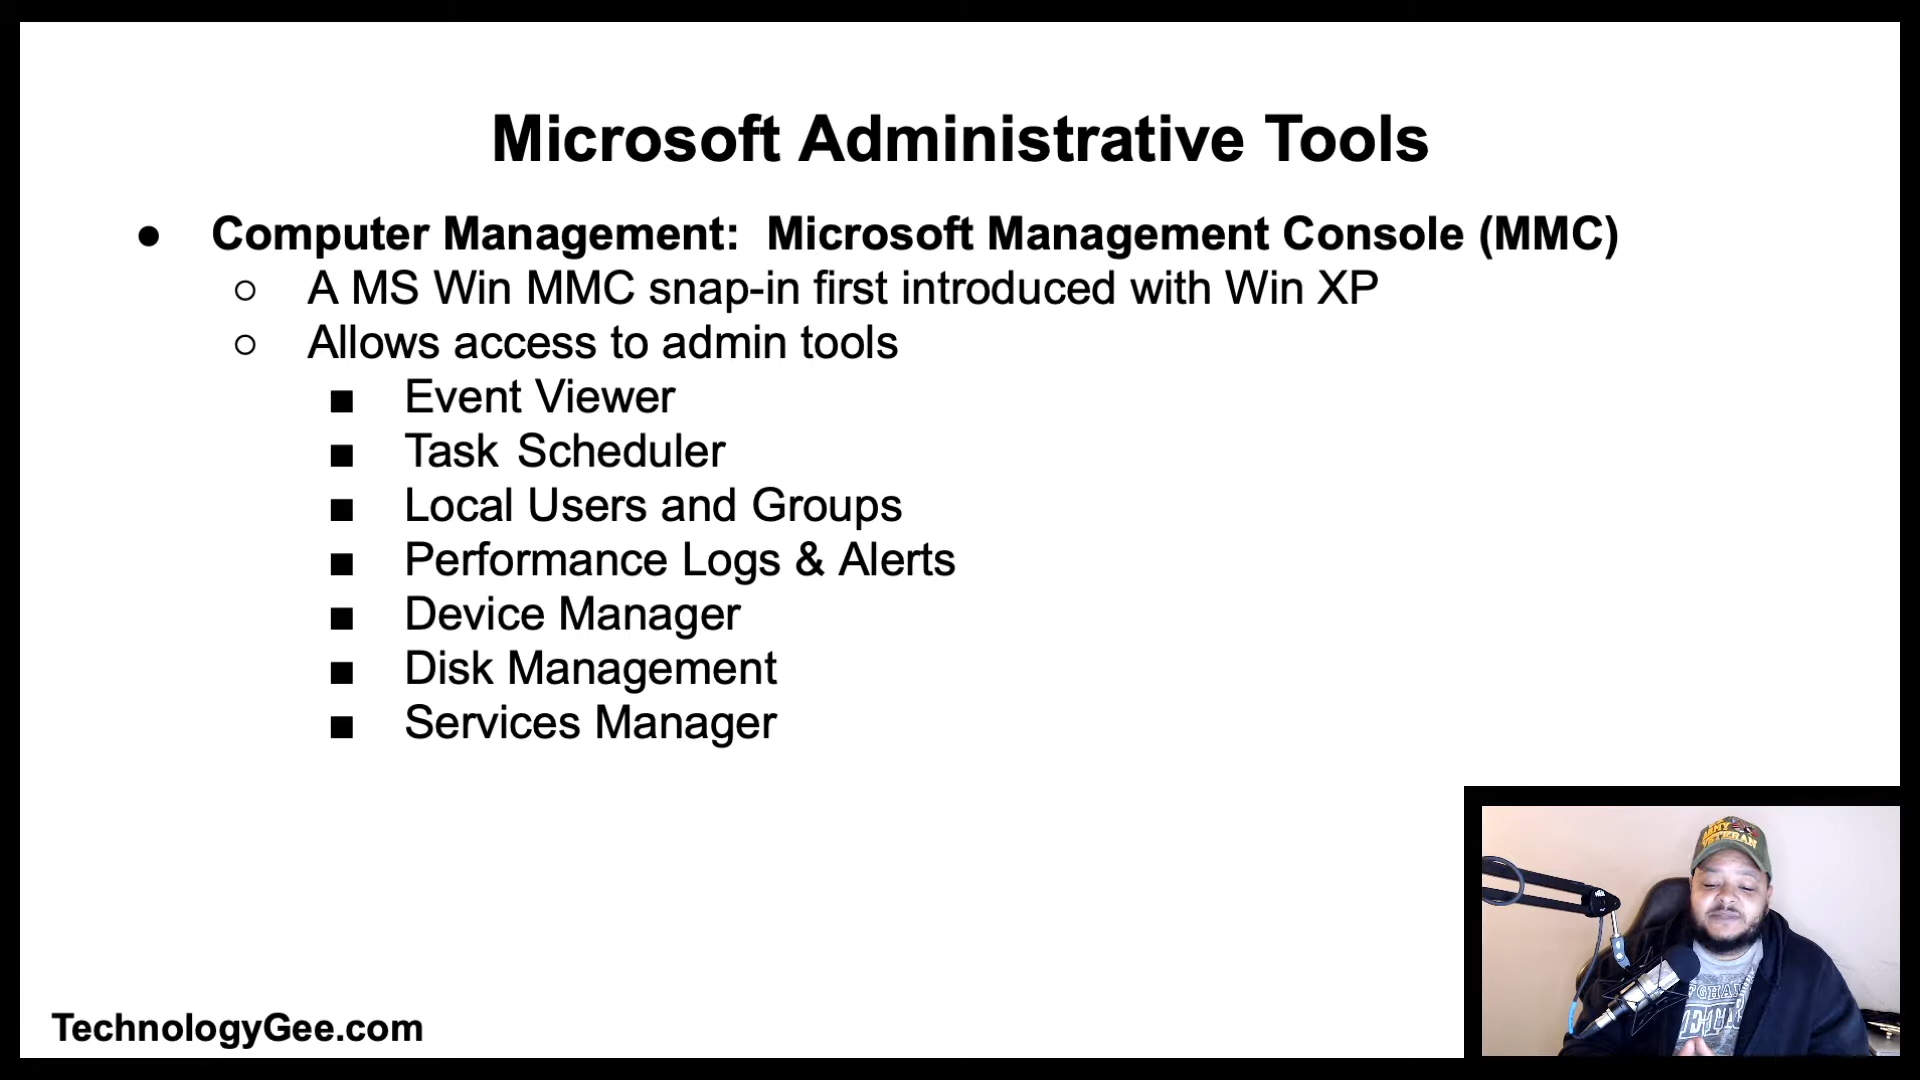 Microsoft Administrative Tools
● Computer Management: Microsoft Management Console (MMC)
○ A MS Win MMC snap-in first introduced with Win XP
○ Allows access to admin tools
■ Event Viewer
■ Task Scheduler
■ Local Users and Groups
■ Performance Logs & Alerts
■ Device Manager
■ Disk Management
■ Services Manager
ARMY
VETERAN
TechnologyGee.com